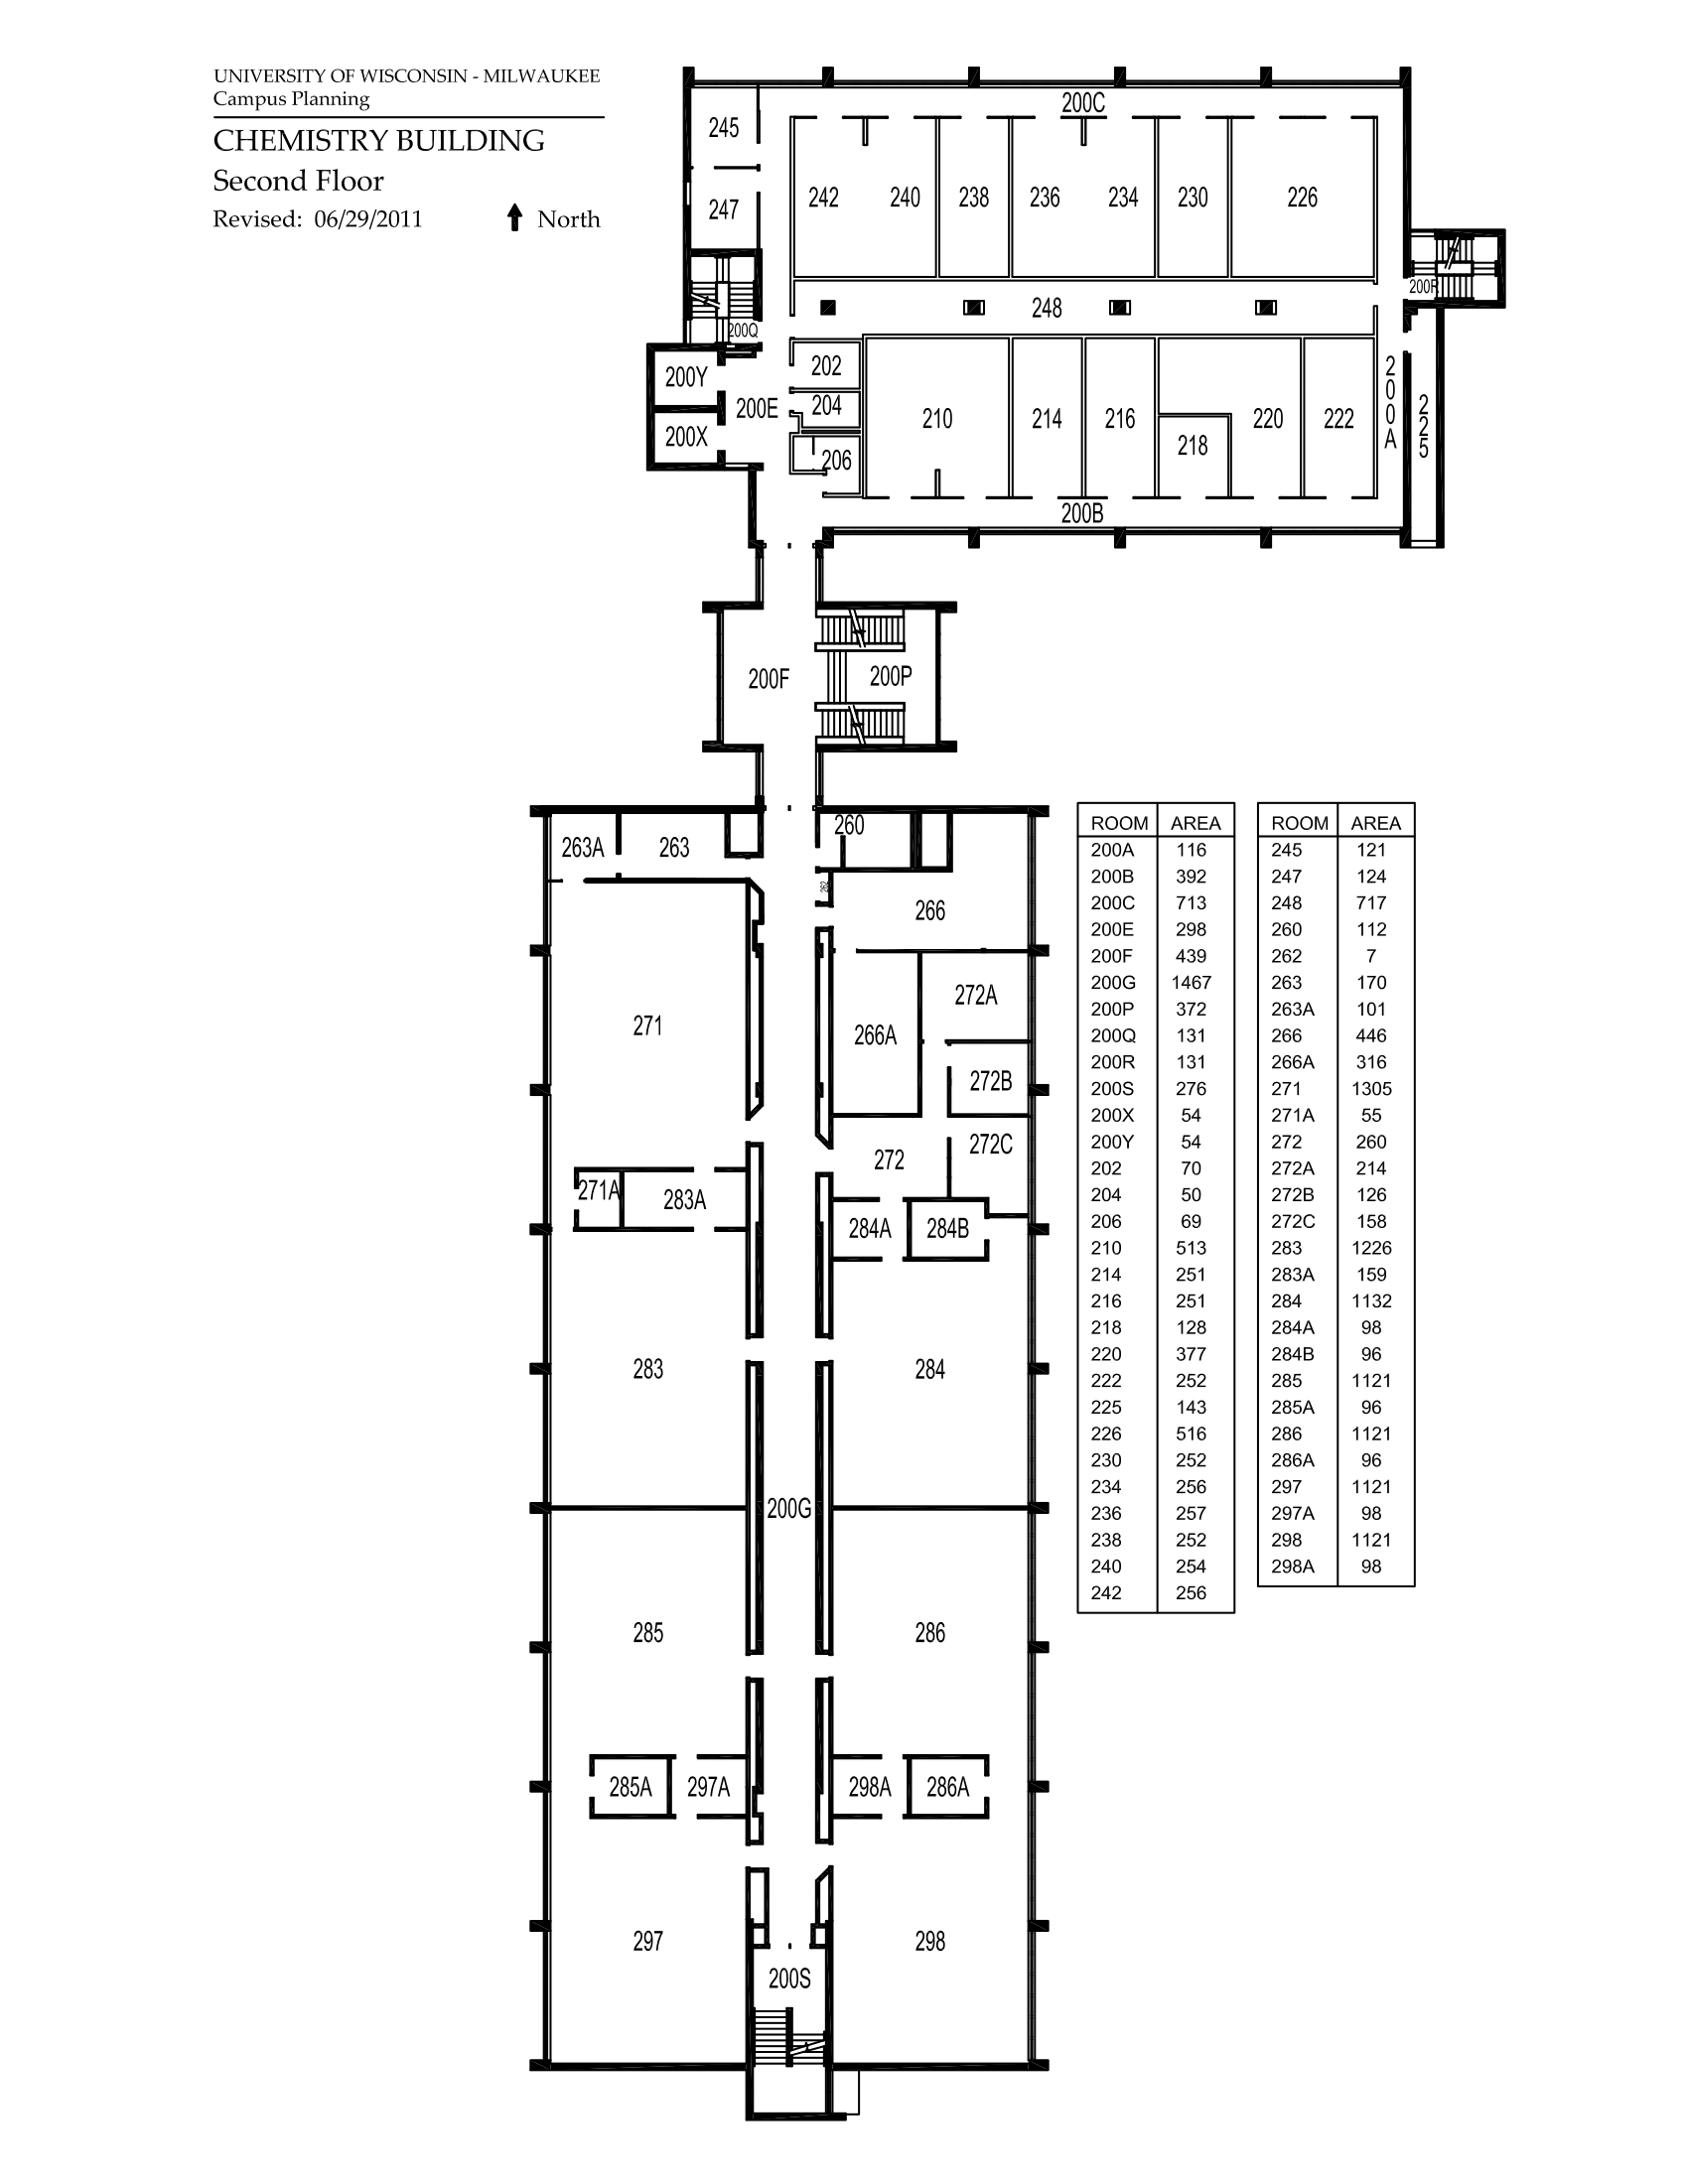 UNIVERSITY OF WISCONSIN - MILWAUKEE
Campus Planning
CHEMISTRY BUILDING
Second Floor
Revised: 06/29/2011 North
200C
245
247
242 240 238 236 234 230 226
200R
248
200Q
200Y
200X
200E
202
204
206
210 214 216 218 220 222
200A
225
200B
200F 200P
263A 263 260
262
266
271
266A
272A
272B
272C
272
271A 283A
284A 284B
283 284
200G
285 286
285A 297A 298A 286A
297 298
200S
ROOM AREA
200A 116
200B 392
200C 713
200E 298
200F 439
200G 1467
200P 372
200Q 131
200R 131
200S 276
200X 54
200Y 54
202 70
204 50
206 69
210 513
214 251
216 251
218 128
220 377
222 252
225 143
226 516
230 252
234 256
236 257
238 252
240 254
242 256
ROOM AREA
245 121
247 124
248 717
260 112
262 7
263 170
263A 101
266 446
266A 316
271 1305
271A 55
272 260
272A 214
272B 126
272C 158
283 1226
283A 159
284 1132
284A 98
284B 96
285 1121
285A 96
286 1121
286A 96
297 1121
297A 98
298 1121
298A 98